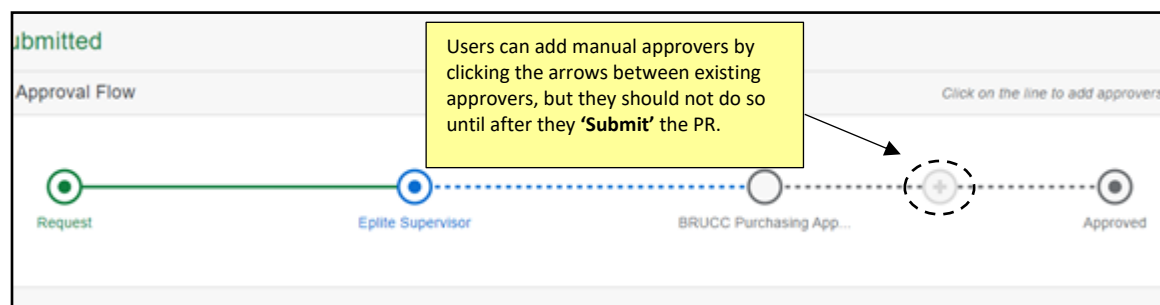 ubmitted
Users can add manual approvers by
clicking the arrows between existing
approvers, but they should not do so
until after they ‘Submit’ the PR.
Approval Flow
Click on the line to add approvers
Request
Eplite Supervisor
BRUCC Purchasing App...
Approved